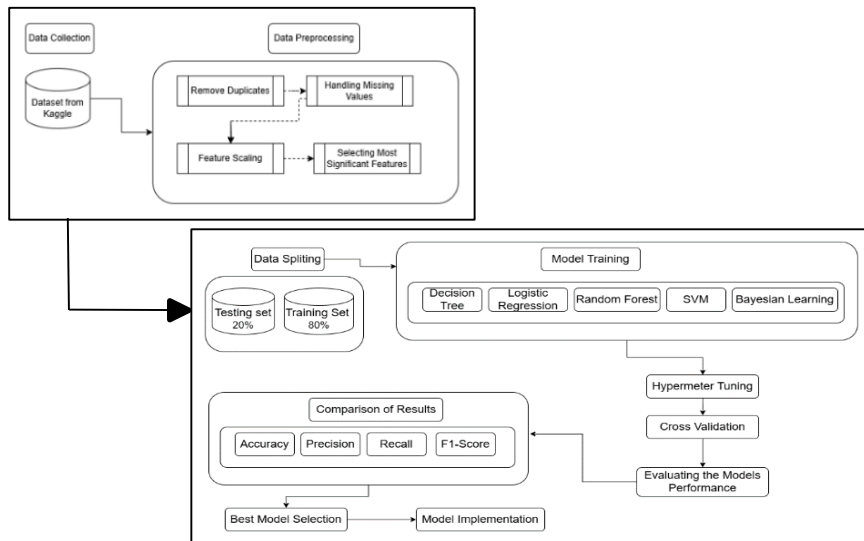 Data Collection
Data Preprocessing
Dataset from
Kaggle
Remove Duplicates
Handling Missing
Values
Feature Scaling
Selecting Most
Significant Features
Data Spliting
Testing set
20%
Training Set
80%
Model Training
Decision
Tree
Logistic
Regression
Random Forest
SVM
Bayesian Learning
Hypermeter Tuning
Cross Validation
Evaluating the Models
Performance
Comparison of Results
Accuracy
Precision
Recall
F1-Score
Best Model Selection
Model Implementation